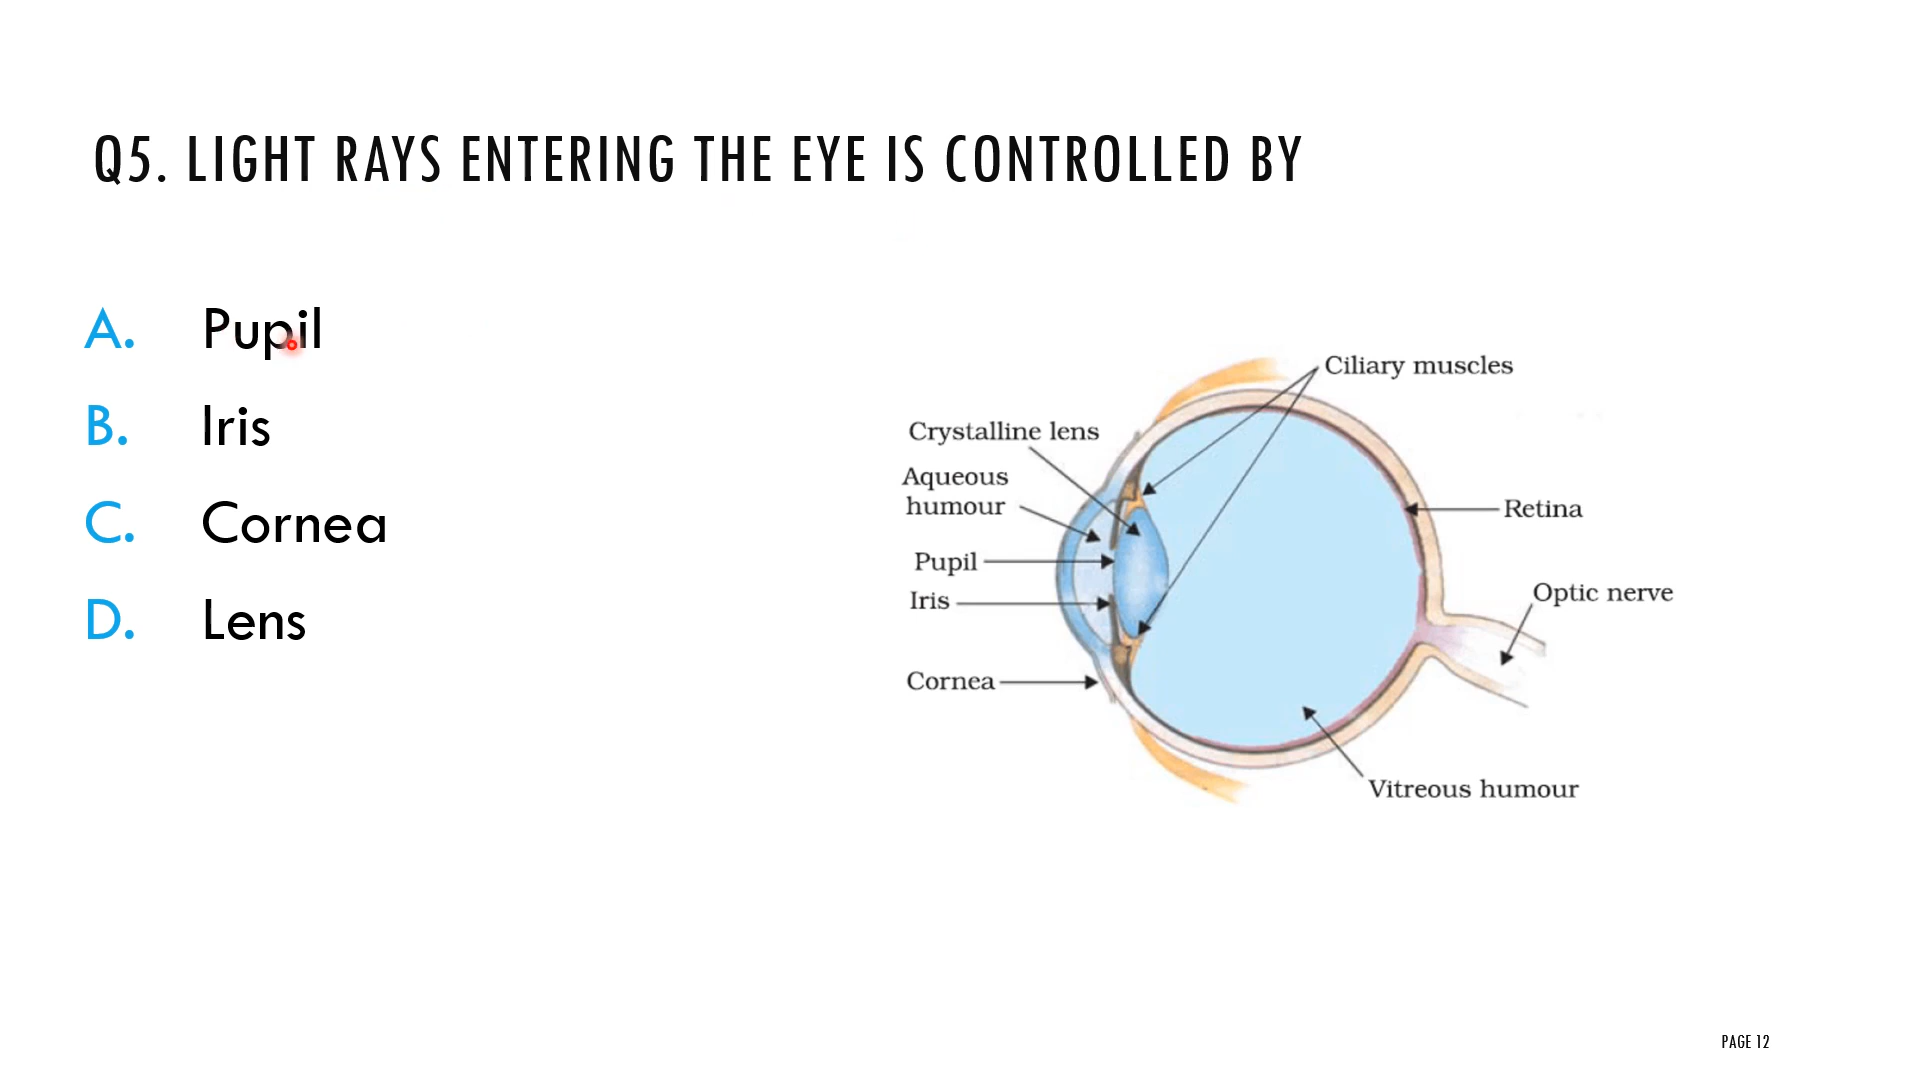 Q5. LIGHT RAYS ENTERING THE EYE IS CONTROLLED BY
A. Pupil
B. Iris
C. Cornea
D. Lens
Ciliary muscles
Crystalline lens
Aqueous
humour
Pupil
Iris
Cornea
Retina
Optic nerve
Vitreous humour
PAGE 12